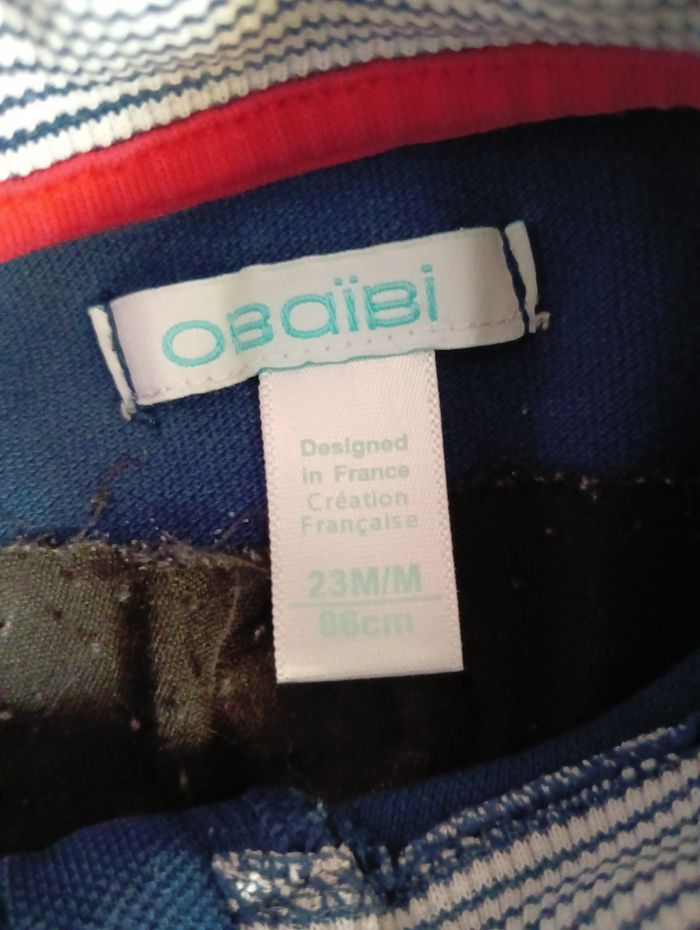 OBaïBi
Designed
in France
Création
Française
23M/M
86cm